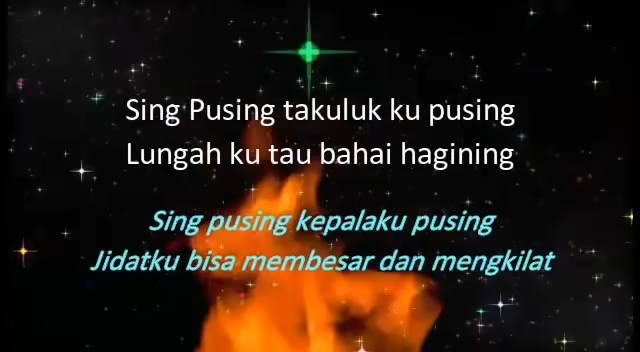 Sing Pusing takuluk ku pusing
Lungah ku tau bahai hagining
Sing pusing kepalaku pusing
Jidatku bisa membesar dan mengkilat